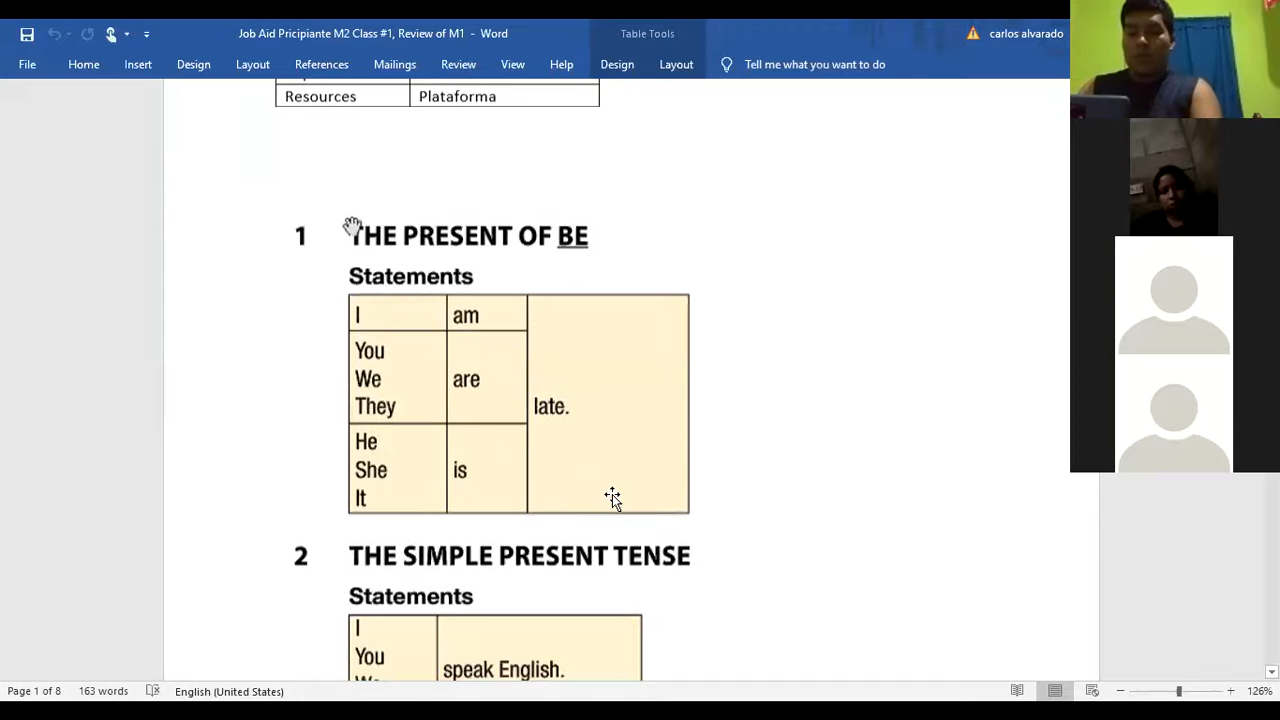 Job Aid Pricipiante M2 Class #1, Review of M1 - Word
Table Tools
carlos alvarado
File Home Insert Design Layout References Mailings Review View Help Design Layout Tell me what you want to do
Resources Plataforma
1 THE PRESENT OF BE
Statements
I am
You
We are
They late.
He
She is
It
2 THE SIMPLE PRESENT TENSE
Statements
I
You
speak English.
Page 1 of 8 163 words English (United States) 126%